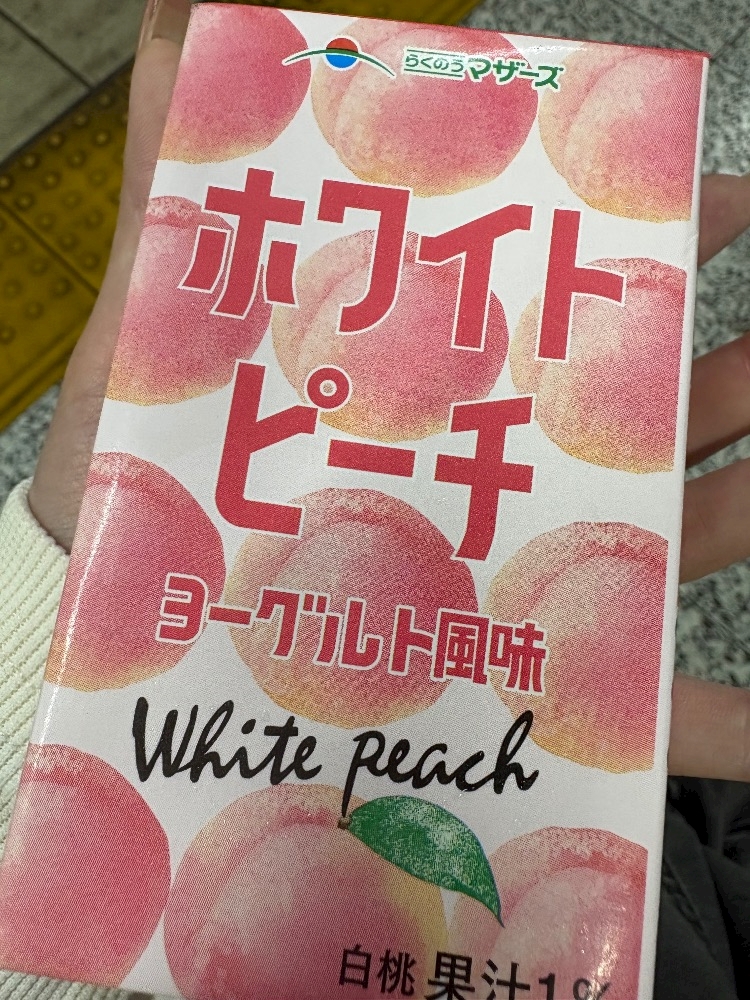 らくのうマザーズ
ホワイト
ピーチ
ヨーグルト風味
White peach
白桃果汁1%